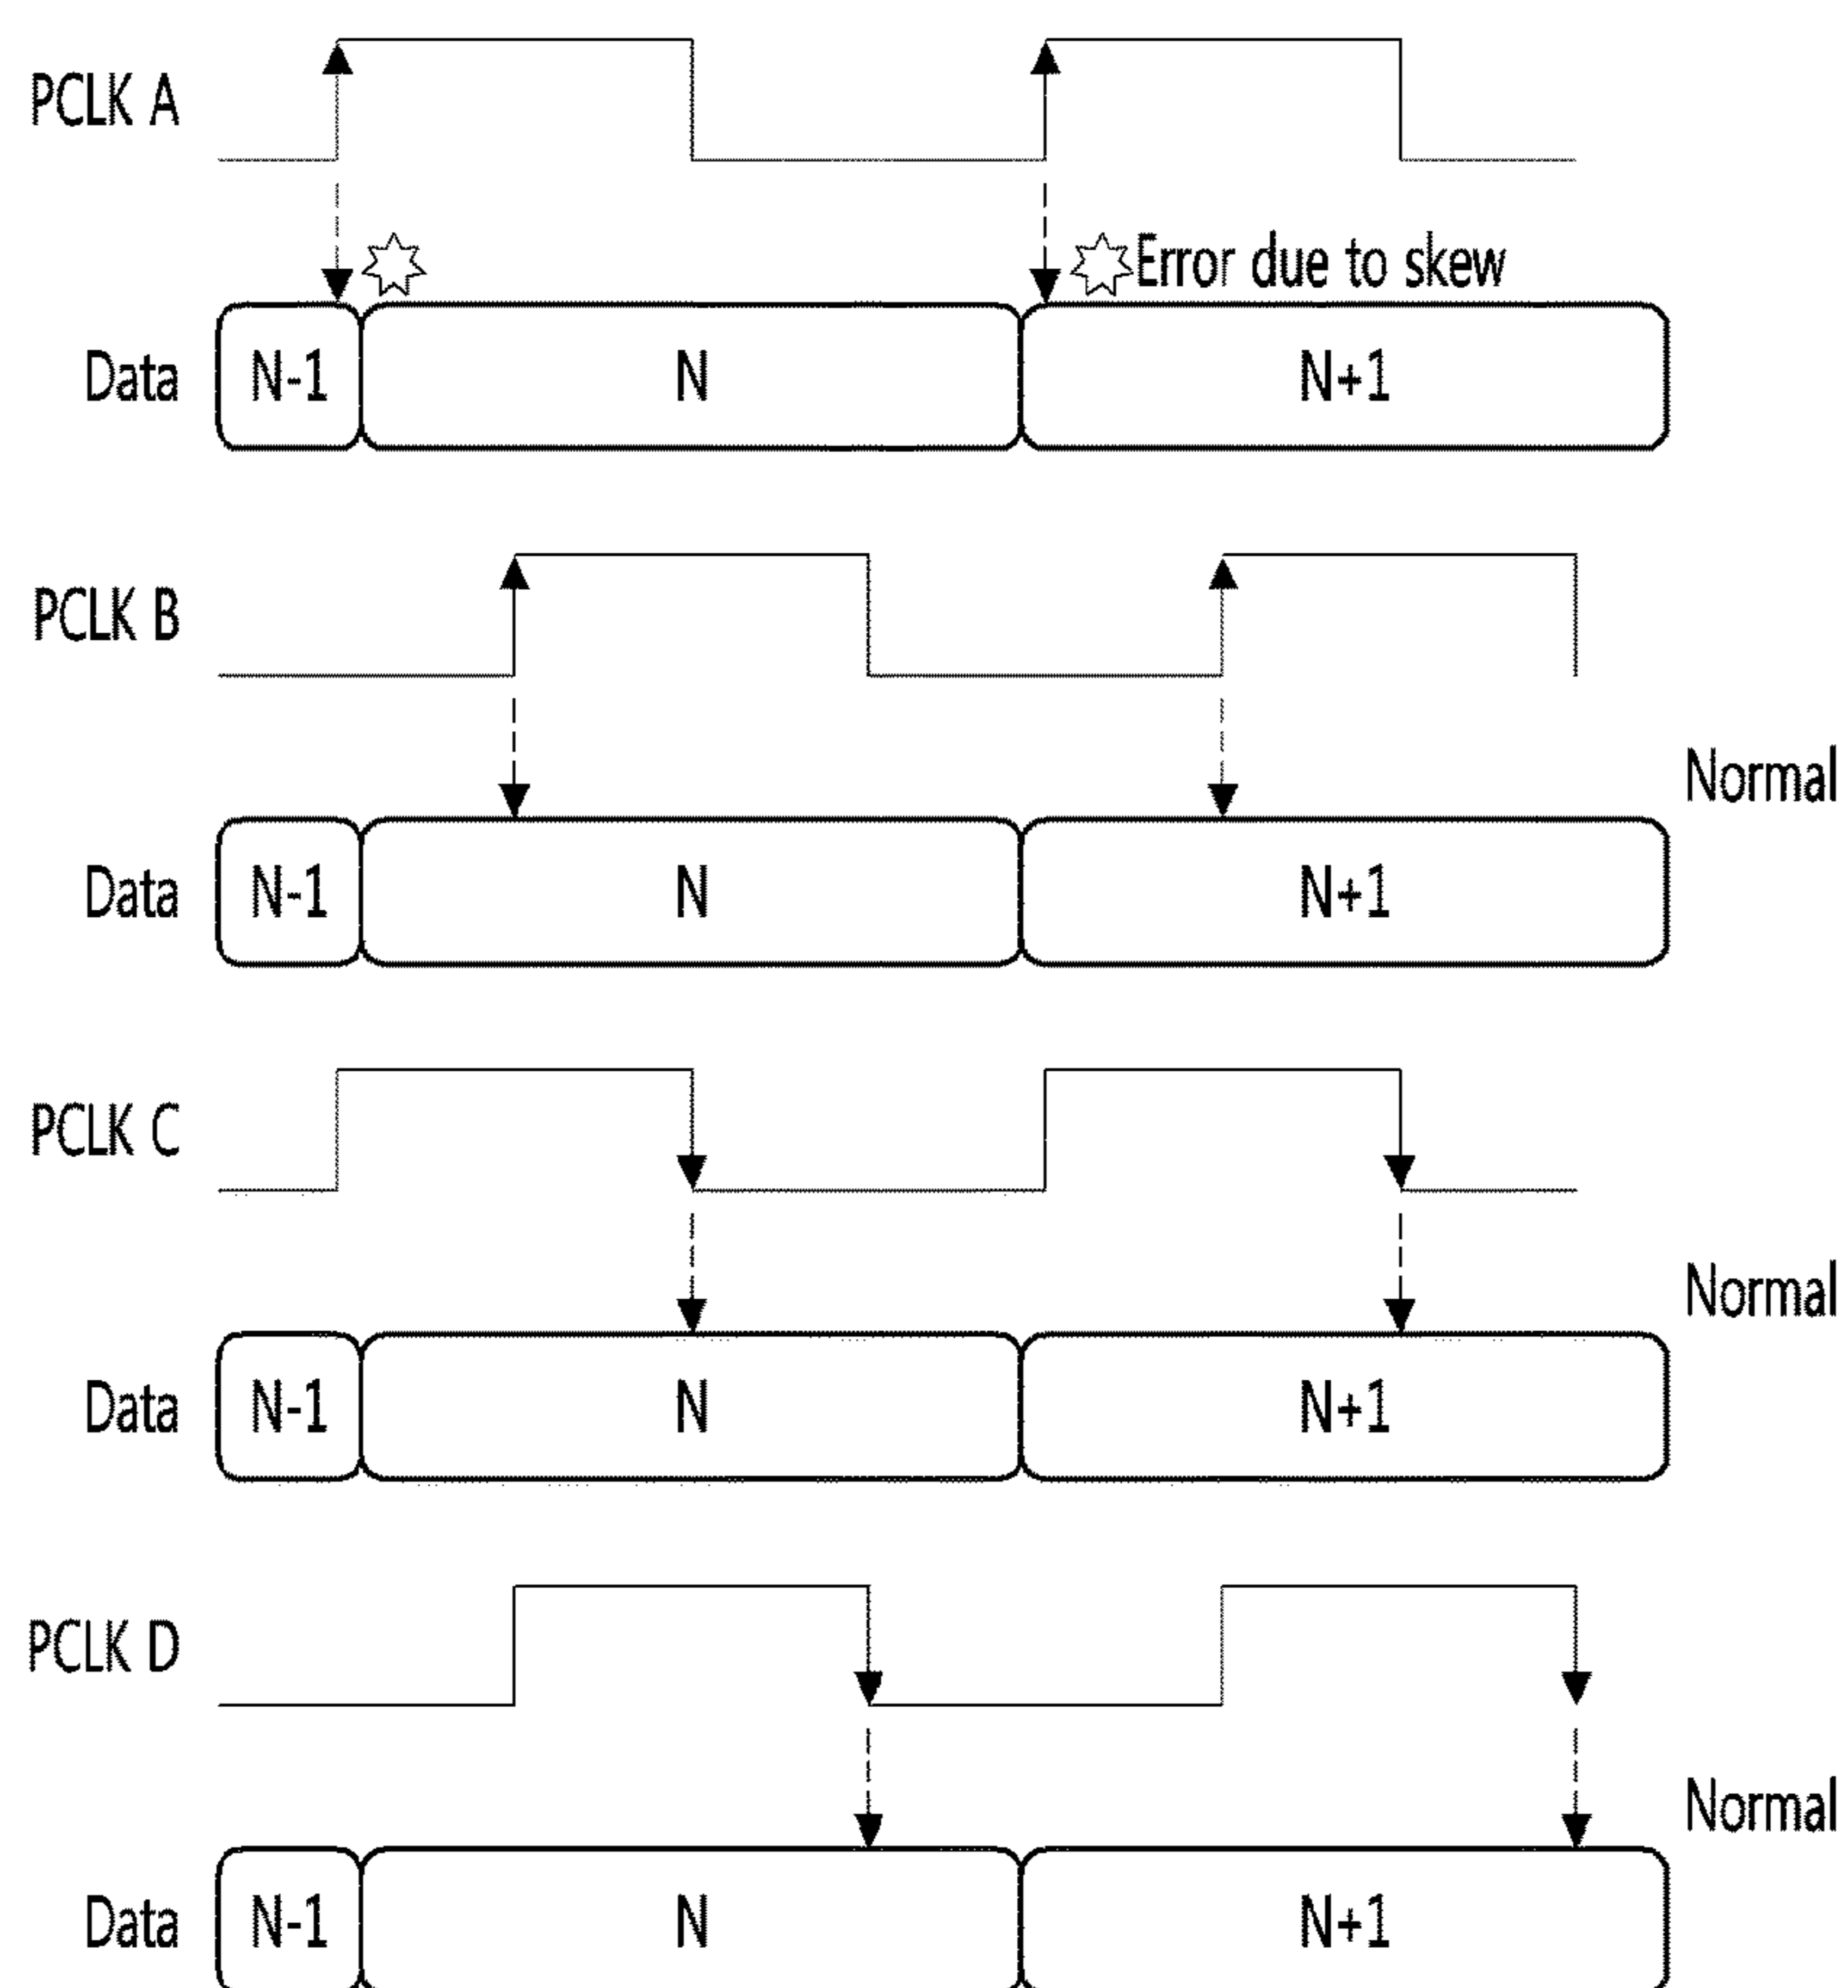 PCLK A
Error due to skew
Data N-1 N N+1
PCLK B
Normal
Data N-1 N N+1
PCLK C
Normal
Data N-1 N N+1
PCLK D
Normal
Data N-1 N N+1